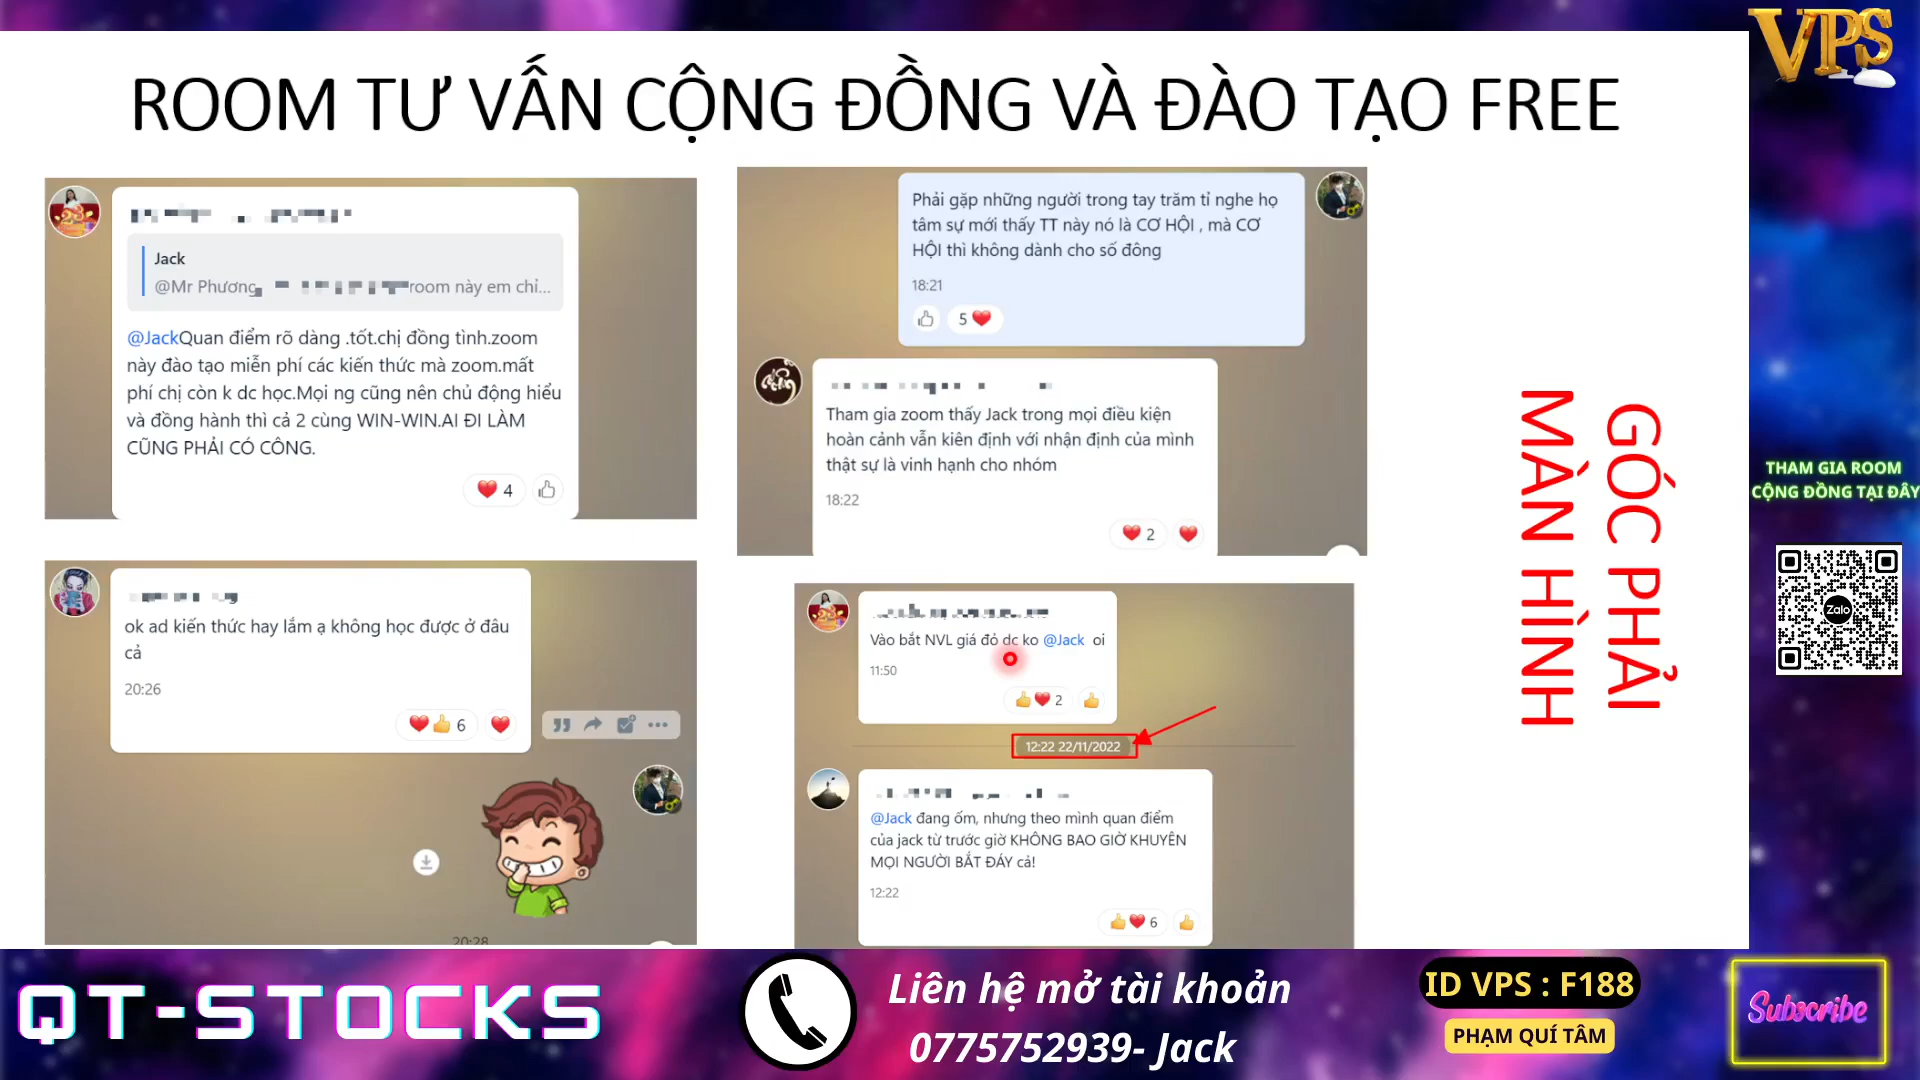 VPS
ROOM TƯ VẤN CỘNG ĐỒNG VÀ ĐÀO TẠO FREE
Jack
@Mr Phương
room này em chỉ...
@JackQuan điểm rõ dàng .tốt.chị đồng tình.zoom
này đào tạo miễn phí các kiến thức mà zoom.mất
phí chị còn k dc học.Mọi ng cũng nên chủ động hiểu
và đồng hành thì cả 2 cùng WIN-WIN.AI ĐI LÀM
CŨNG PHẢI CÓ CÔNG.
4
Phải gặp những người trong tay trăm tỉ nghe họ
tâm sự mới thấy TT này nó là CƠ HỘI , mà CƠ
HỘI thì không dành cho số đông
18:21
5
Tham gia zoom thấy Jack trong mọi điều kiện
hoàn cảnh vẫn kiên định với nhận định của mình
thật sự là vinh hạnh cho nhóm
18:22
2
ok ad kiến thức hay lắm ạ không học được ở đâu
cả
20:26
6
20:28
Vào bắt NVL giá đỏ dc ko @Jack oi
11:50
2
12:22 22/11/2022
@Jack đang ốm, nhưng theo mình quan điểm
của jack từ trước giờ KHÔNG BAO GIỜ KHUYÊN
MỌI NGƯỜI BẮT ĐÁY cả!
12:22
6
GÓC PHẢI
MÀN HÌNH
THAM GIA ROOM
CỘNG ĐỒNG TẠI ĐÂY
Zalo
QT-STOCKS
Liên hệ mở tài khoản
0775752939- Jack
ID VPS : F188
PHẠM QUÍ TÂM
Subscribe